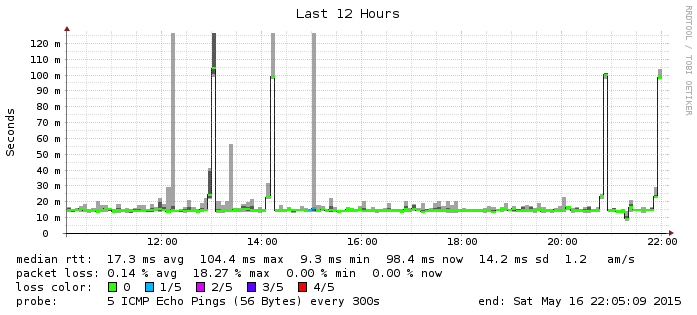 Last 12 Hours
RRDTOOL / TOBI OETIKER
Seconds
120 m
110 m
100 m
90 m
80 m
70 m
60 m
50 m
40 m
30 m
20 m
10 m
0
12:00 14:00 16:00 18:00 20:00 22:00
median rtt: 17.3 ms avg 104.4 ms max 9.3 ms min 98.4 ms now 14.2 ms sd 1.2 am/s
packet loss: 0.14 % avg 18.27 % max 0.00 % min 0.00 % now
loss color: 0 1/5 2/5 3/5 4/5
probe: 5 ICMP Echo Pings (56 Bytes) every 300s end: Sat May 16 22:05:09 2015